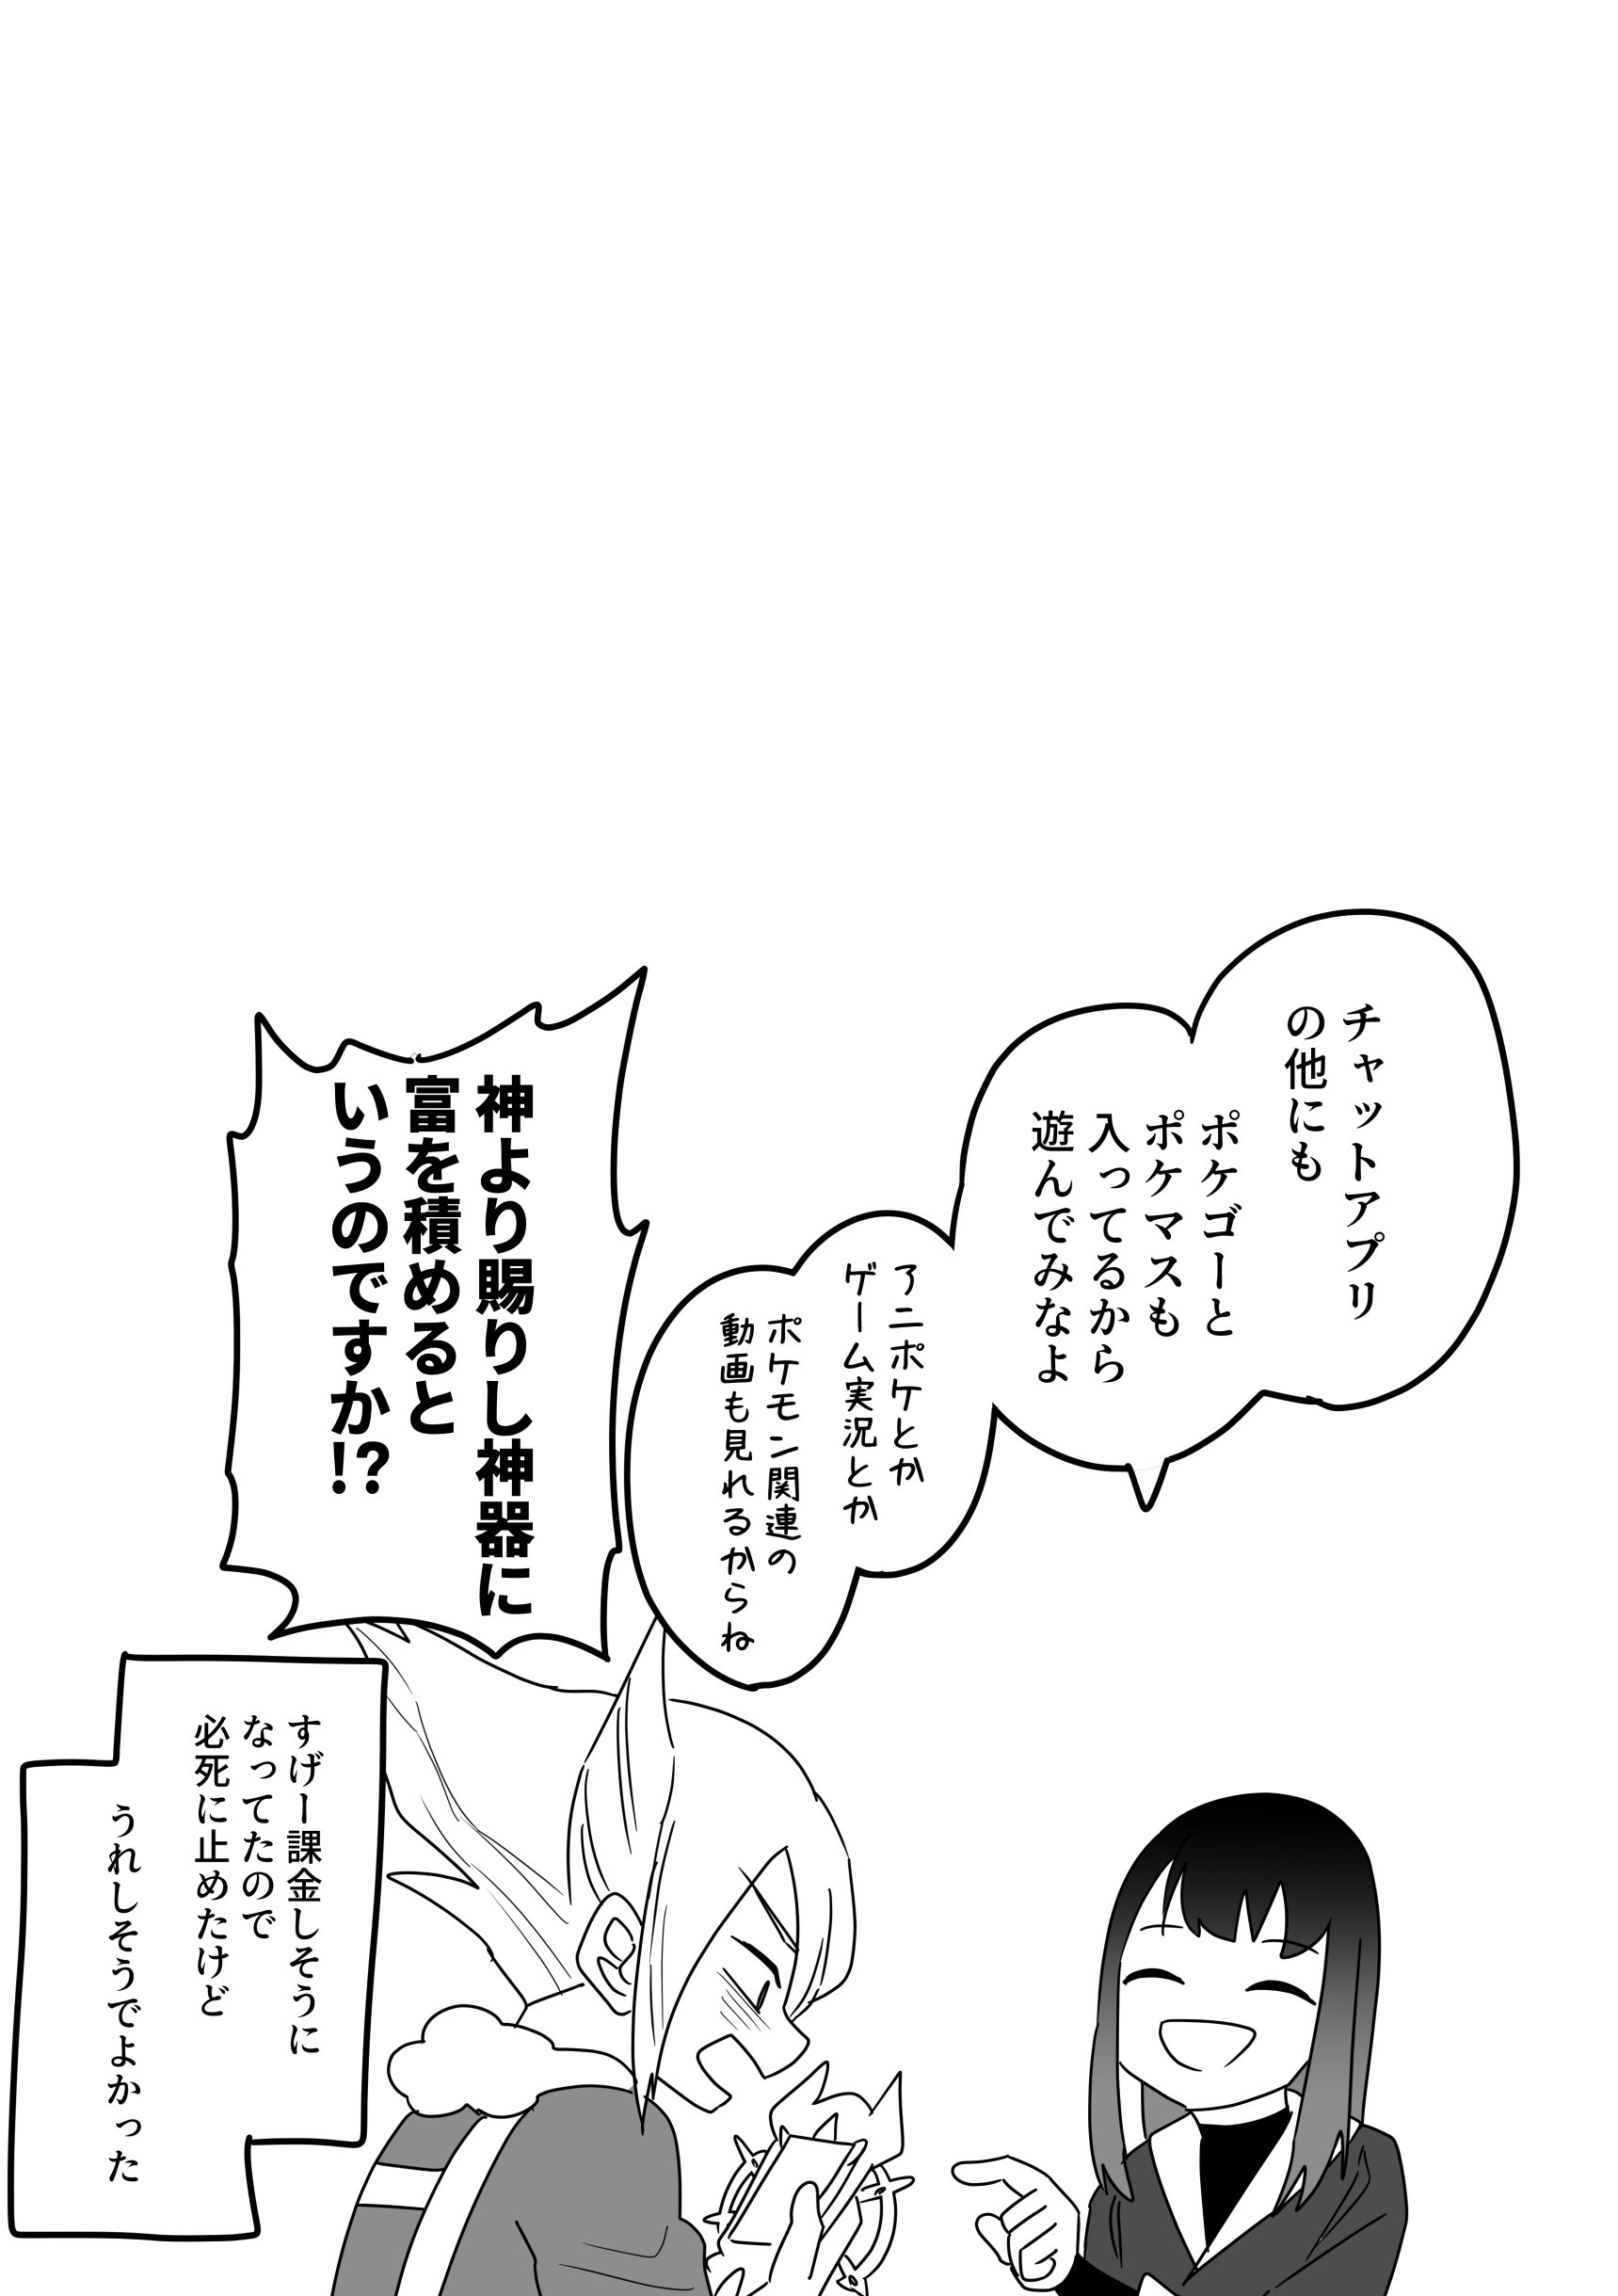 チャットアプリ
の他にも
ポケゴーと
ポケマスも
入ってるから
遊んでみなよ
アニポケとか
ゲーム実況とか
ポケモン関連の
動画も見れるからね
神より賜りし神器に
富を積めると
いうのですか!?
すげー課金しそうに
なってたので
必死に止めたけど
うれしそうでよかった